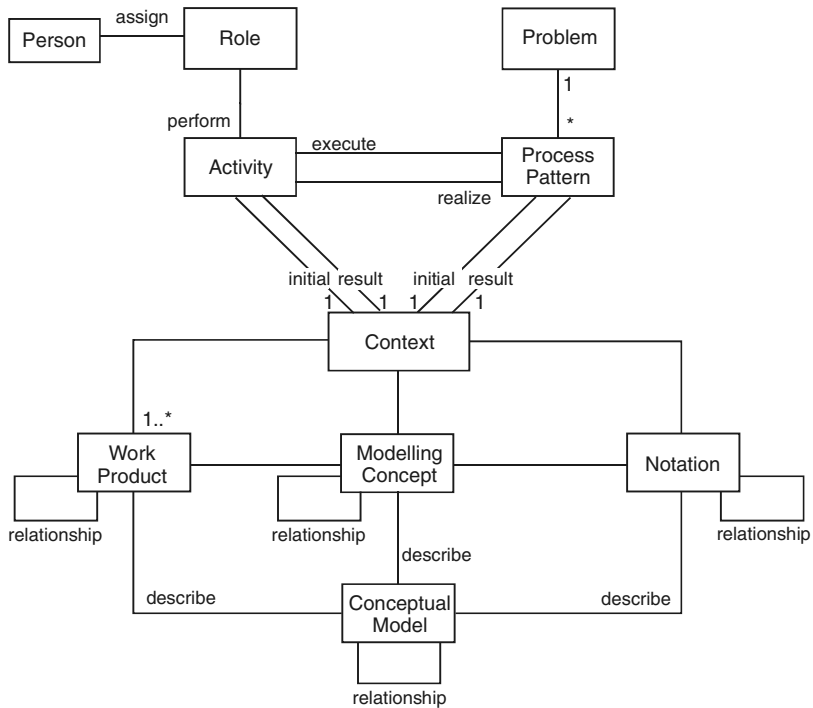 assign
Person
Role
Problem
1
perform
*
execute
Activity
Process
Pattern
realize
initial result
initial result
1
1
1
1
Context
1..*
Work
Product
Modelling
Concept
Notation
relationship
relationship
relationship
describe
describe
describe
Conceptual
Model
relationship